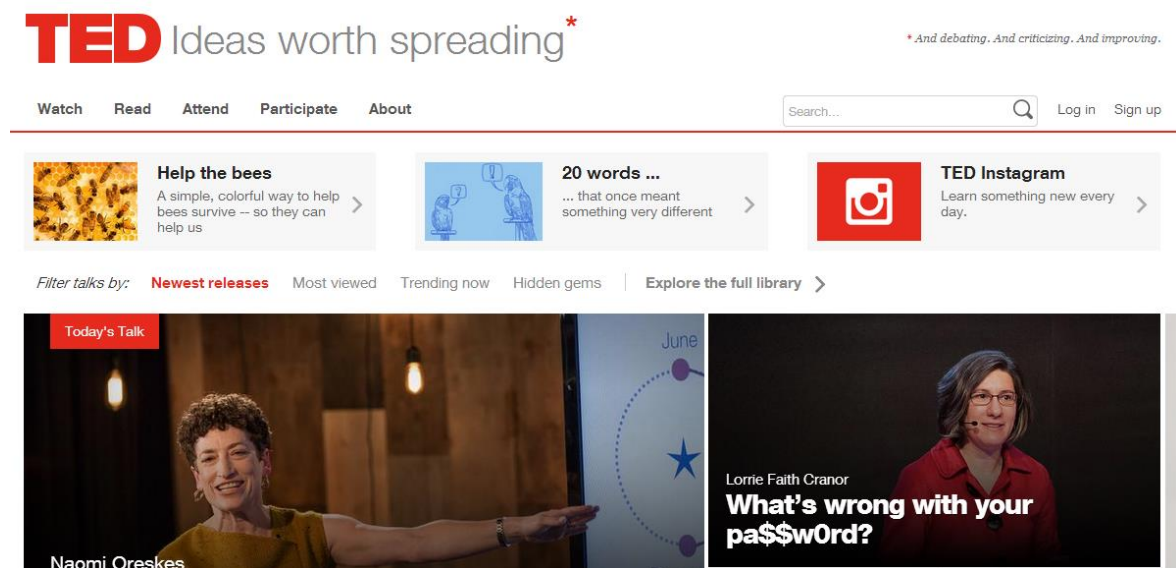 TED Ideas worth spreading*
* And debating. And criticizing. And improving.
Watch Read Attend Participate About
Search... Log in Sign up
Help the bees
A simple, colorful way to help
bees survive -- so they can
help us
20 words ...
... that once meant
something very different
TED Instagram
Learn something new every
day.
Filter talks by: Newest releases Most viewed Trending now Hidden gems Explore the full library
Today's Talk
June
Naomi Oreskes
Lorrie Faith Cranor
What's wrong with your
pa$$w0rd?